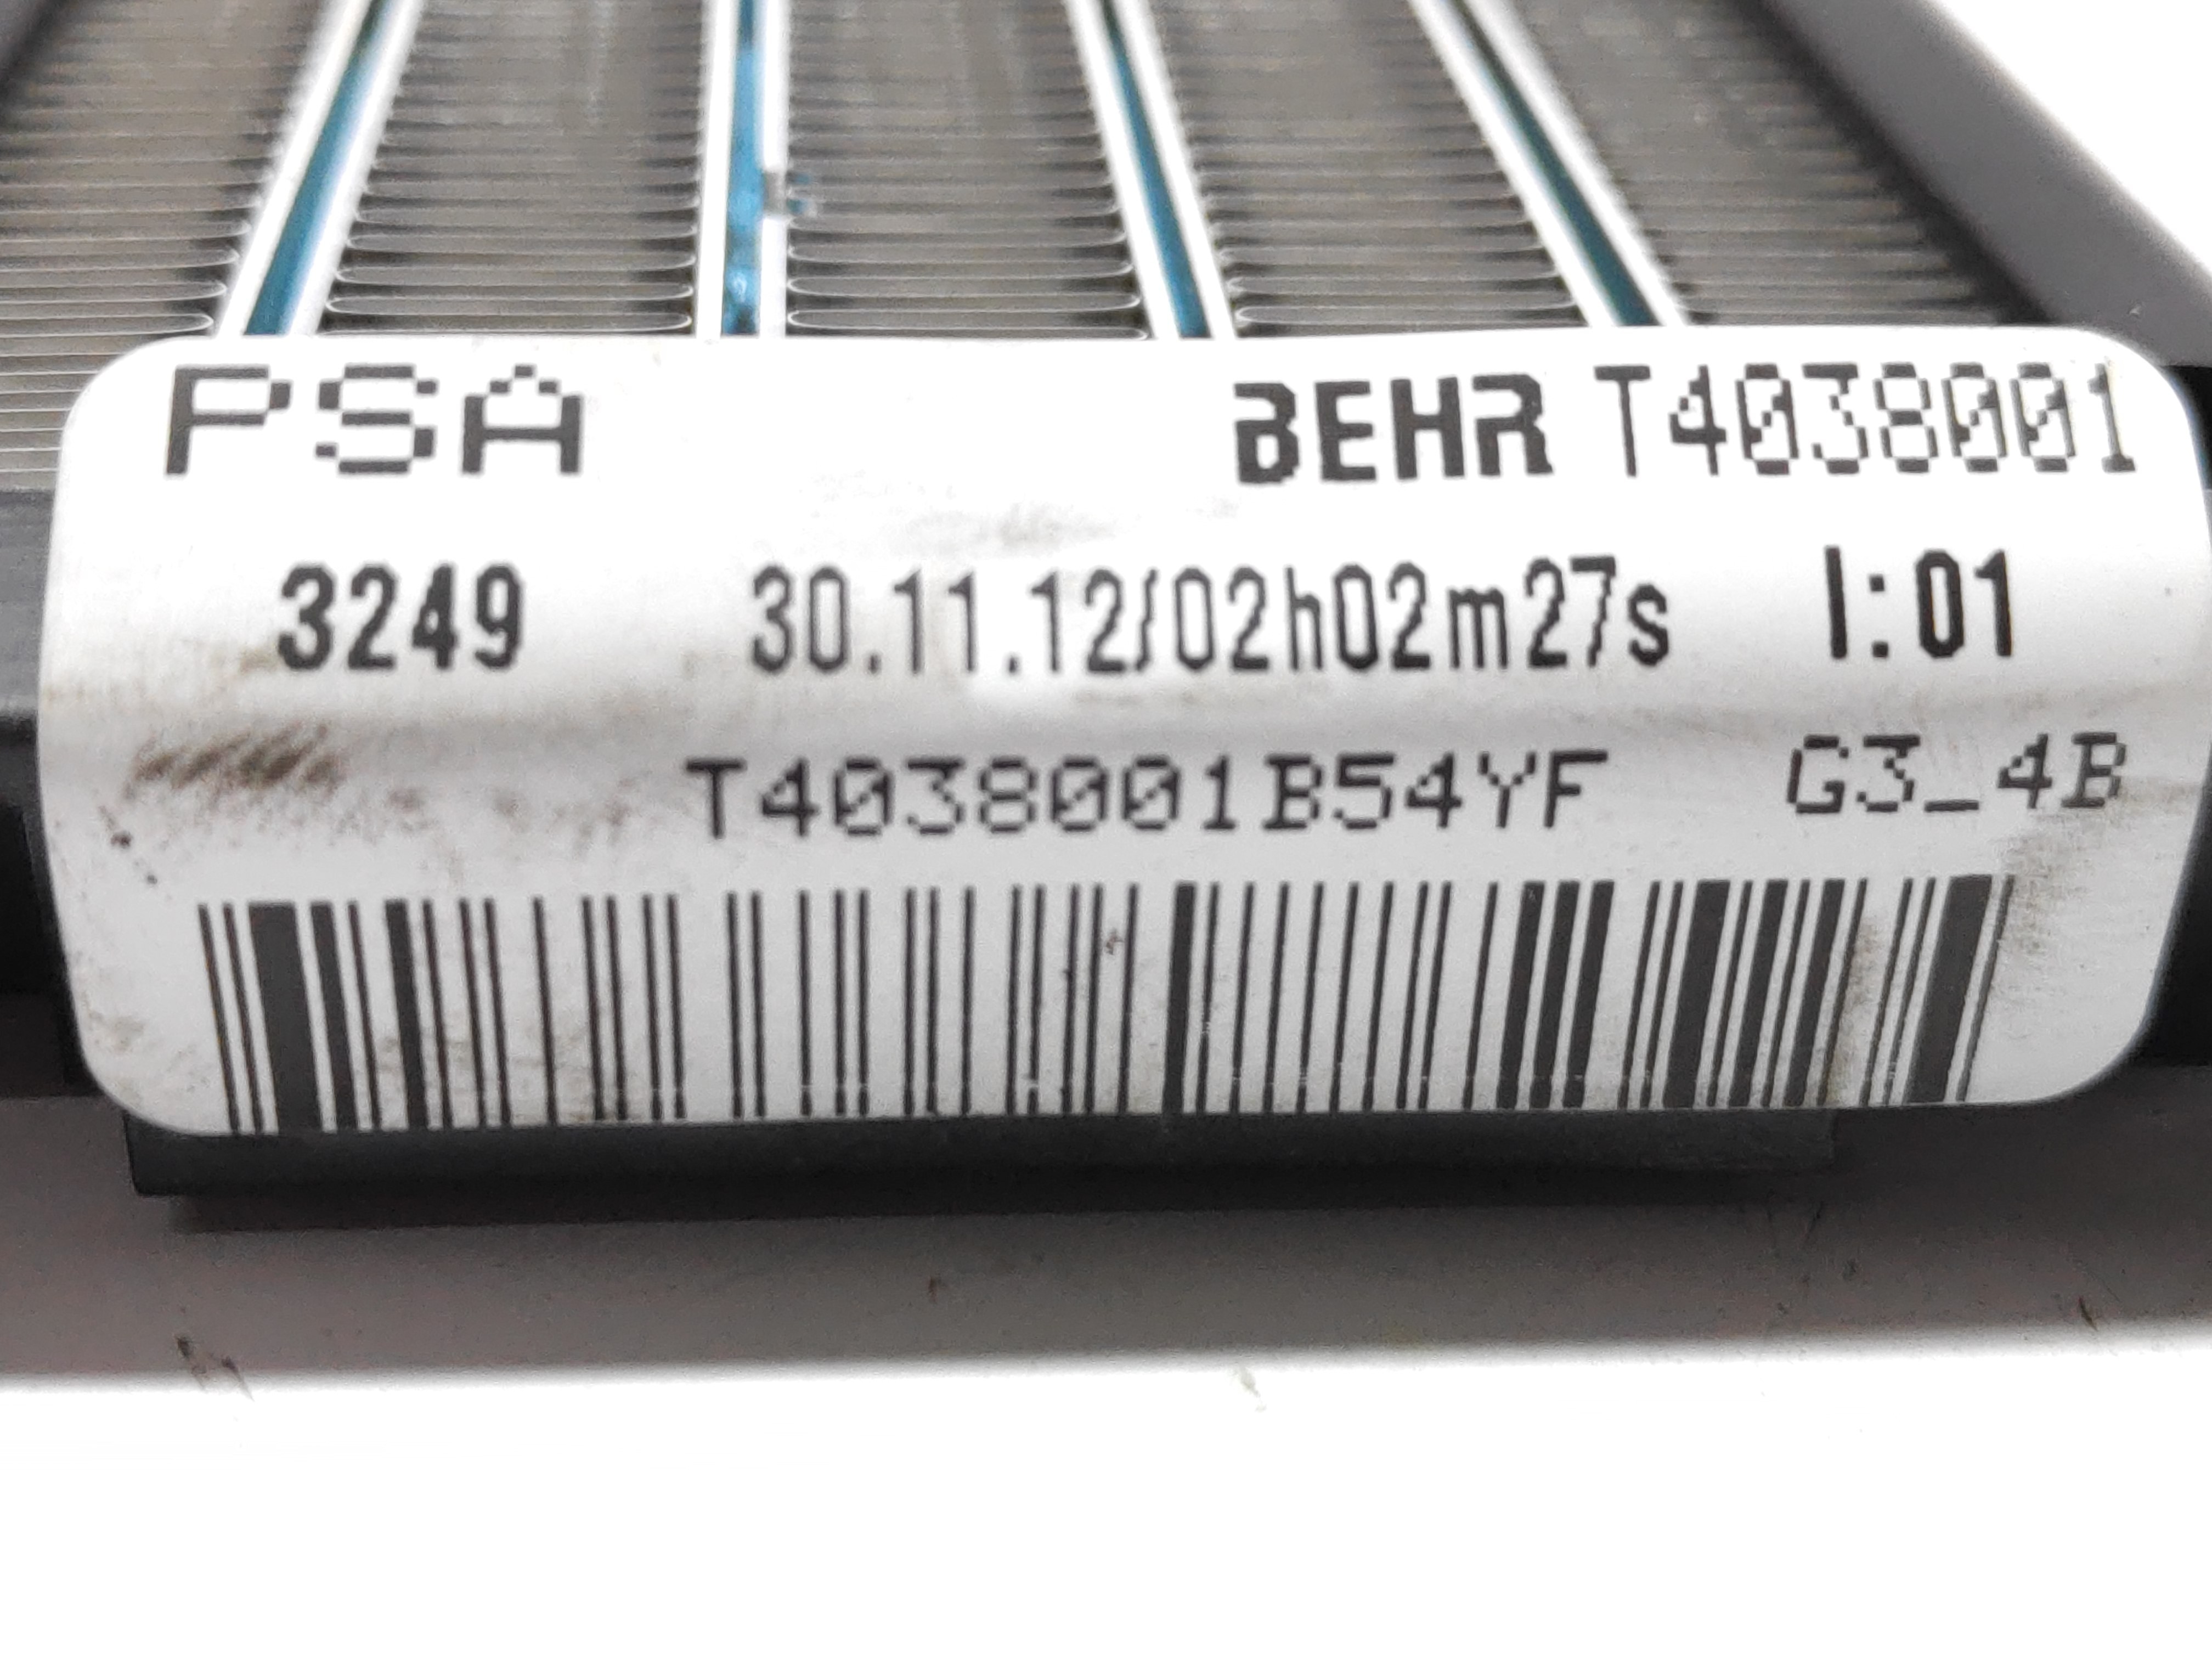 PSA BEHR T4038001
3249 30.11.12/02h02m27s I:01
T4038001B54YF G3_4B